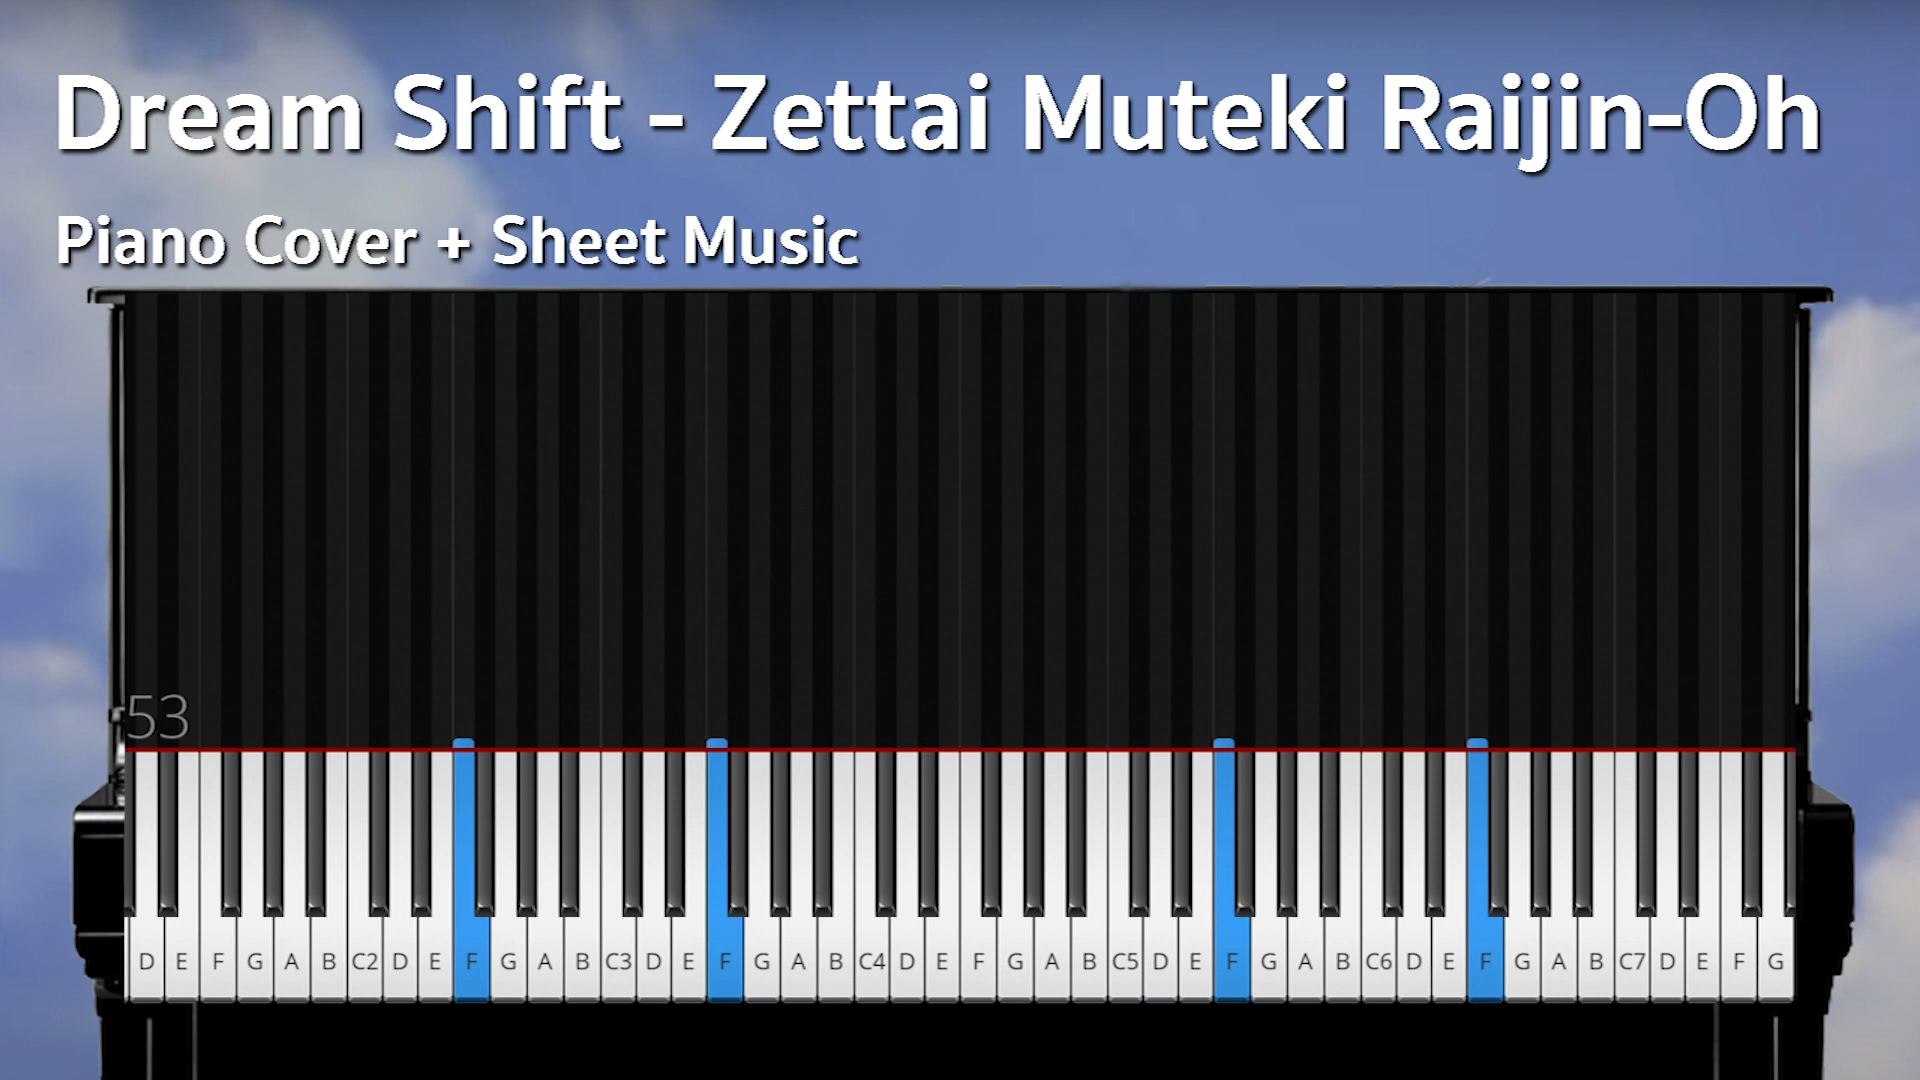 Dream Shift - Zettai Muteki Raijin-Oh
Piano Cover + Sheet Music
53
D E F G A B C2 D E F G A B C3 D E F G A B C4 D E F G A B C5 D E F G A B C6 D E F G A B C7 D E F G